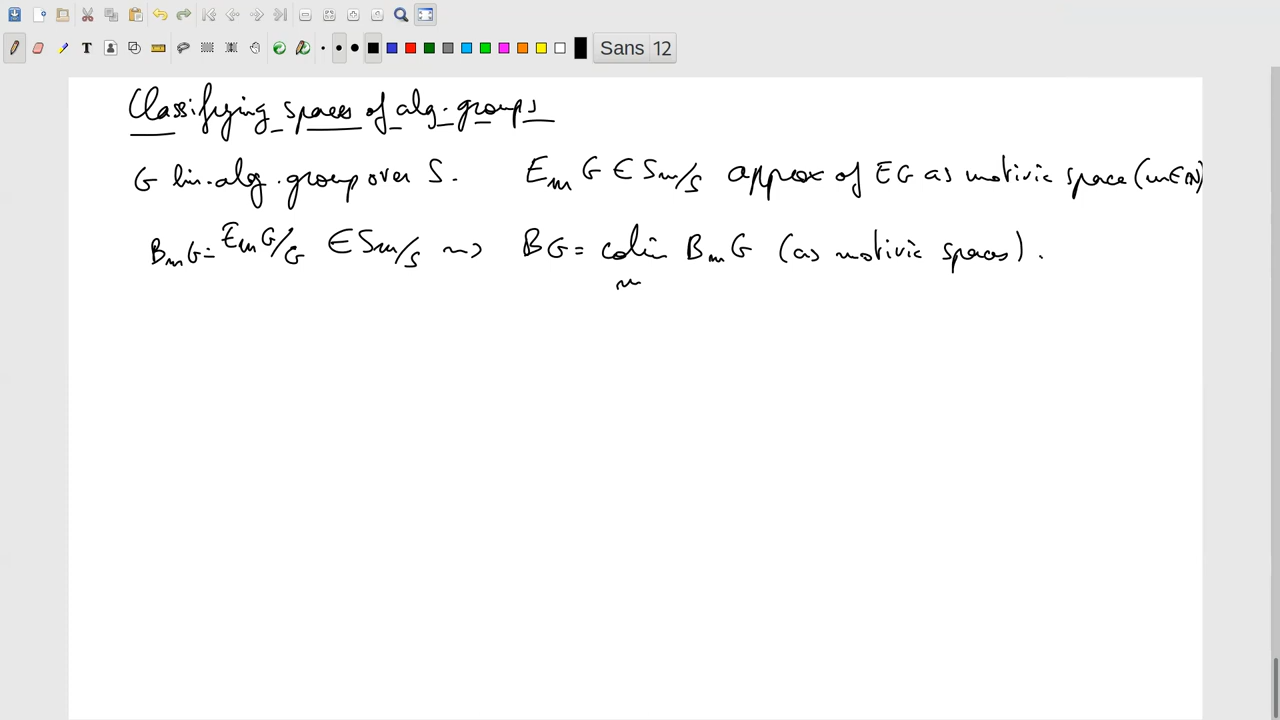 Sans 12
Classifying spaces of alg. groups
G lin. alg. group over S. E_m G ∈ Sm/S approx of EG as motivic space (m∈ℕ)
B_m G = E_m G/G ∈ Sm/S ⇝ BG = colim B_m G (as motivic spaces).
m